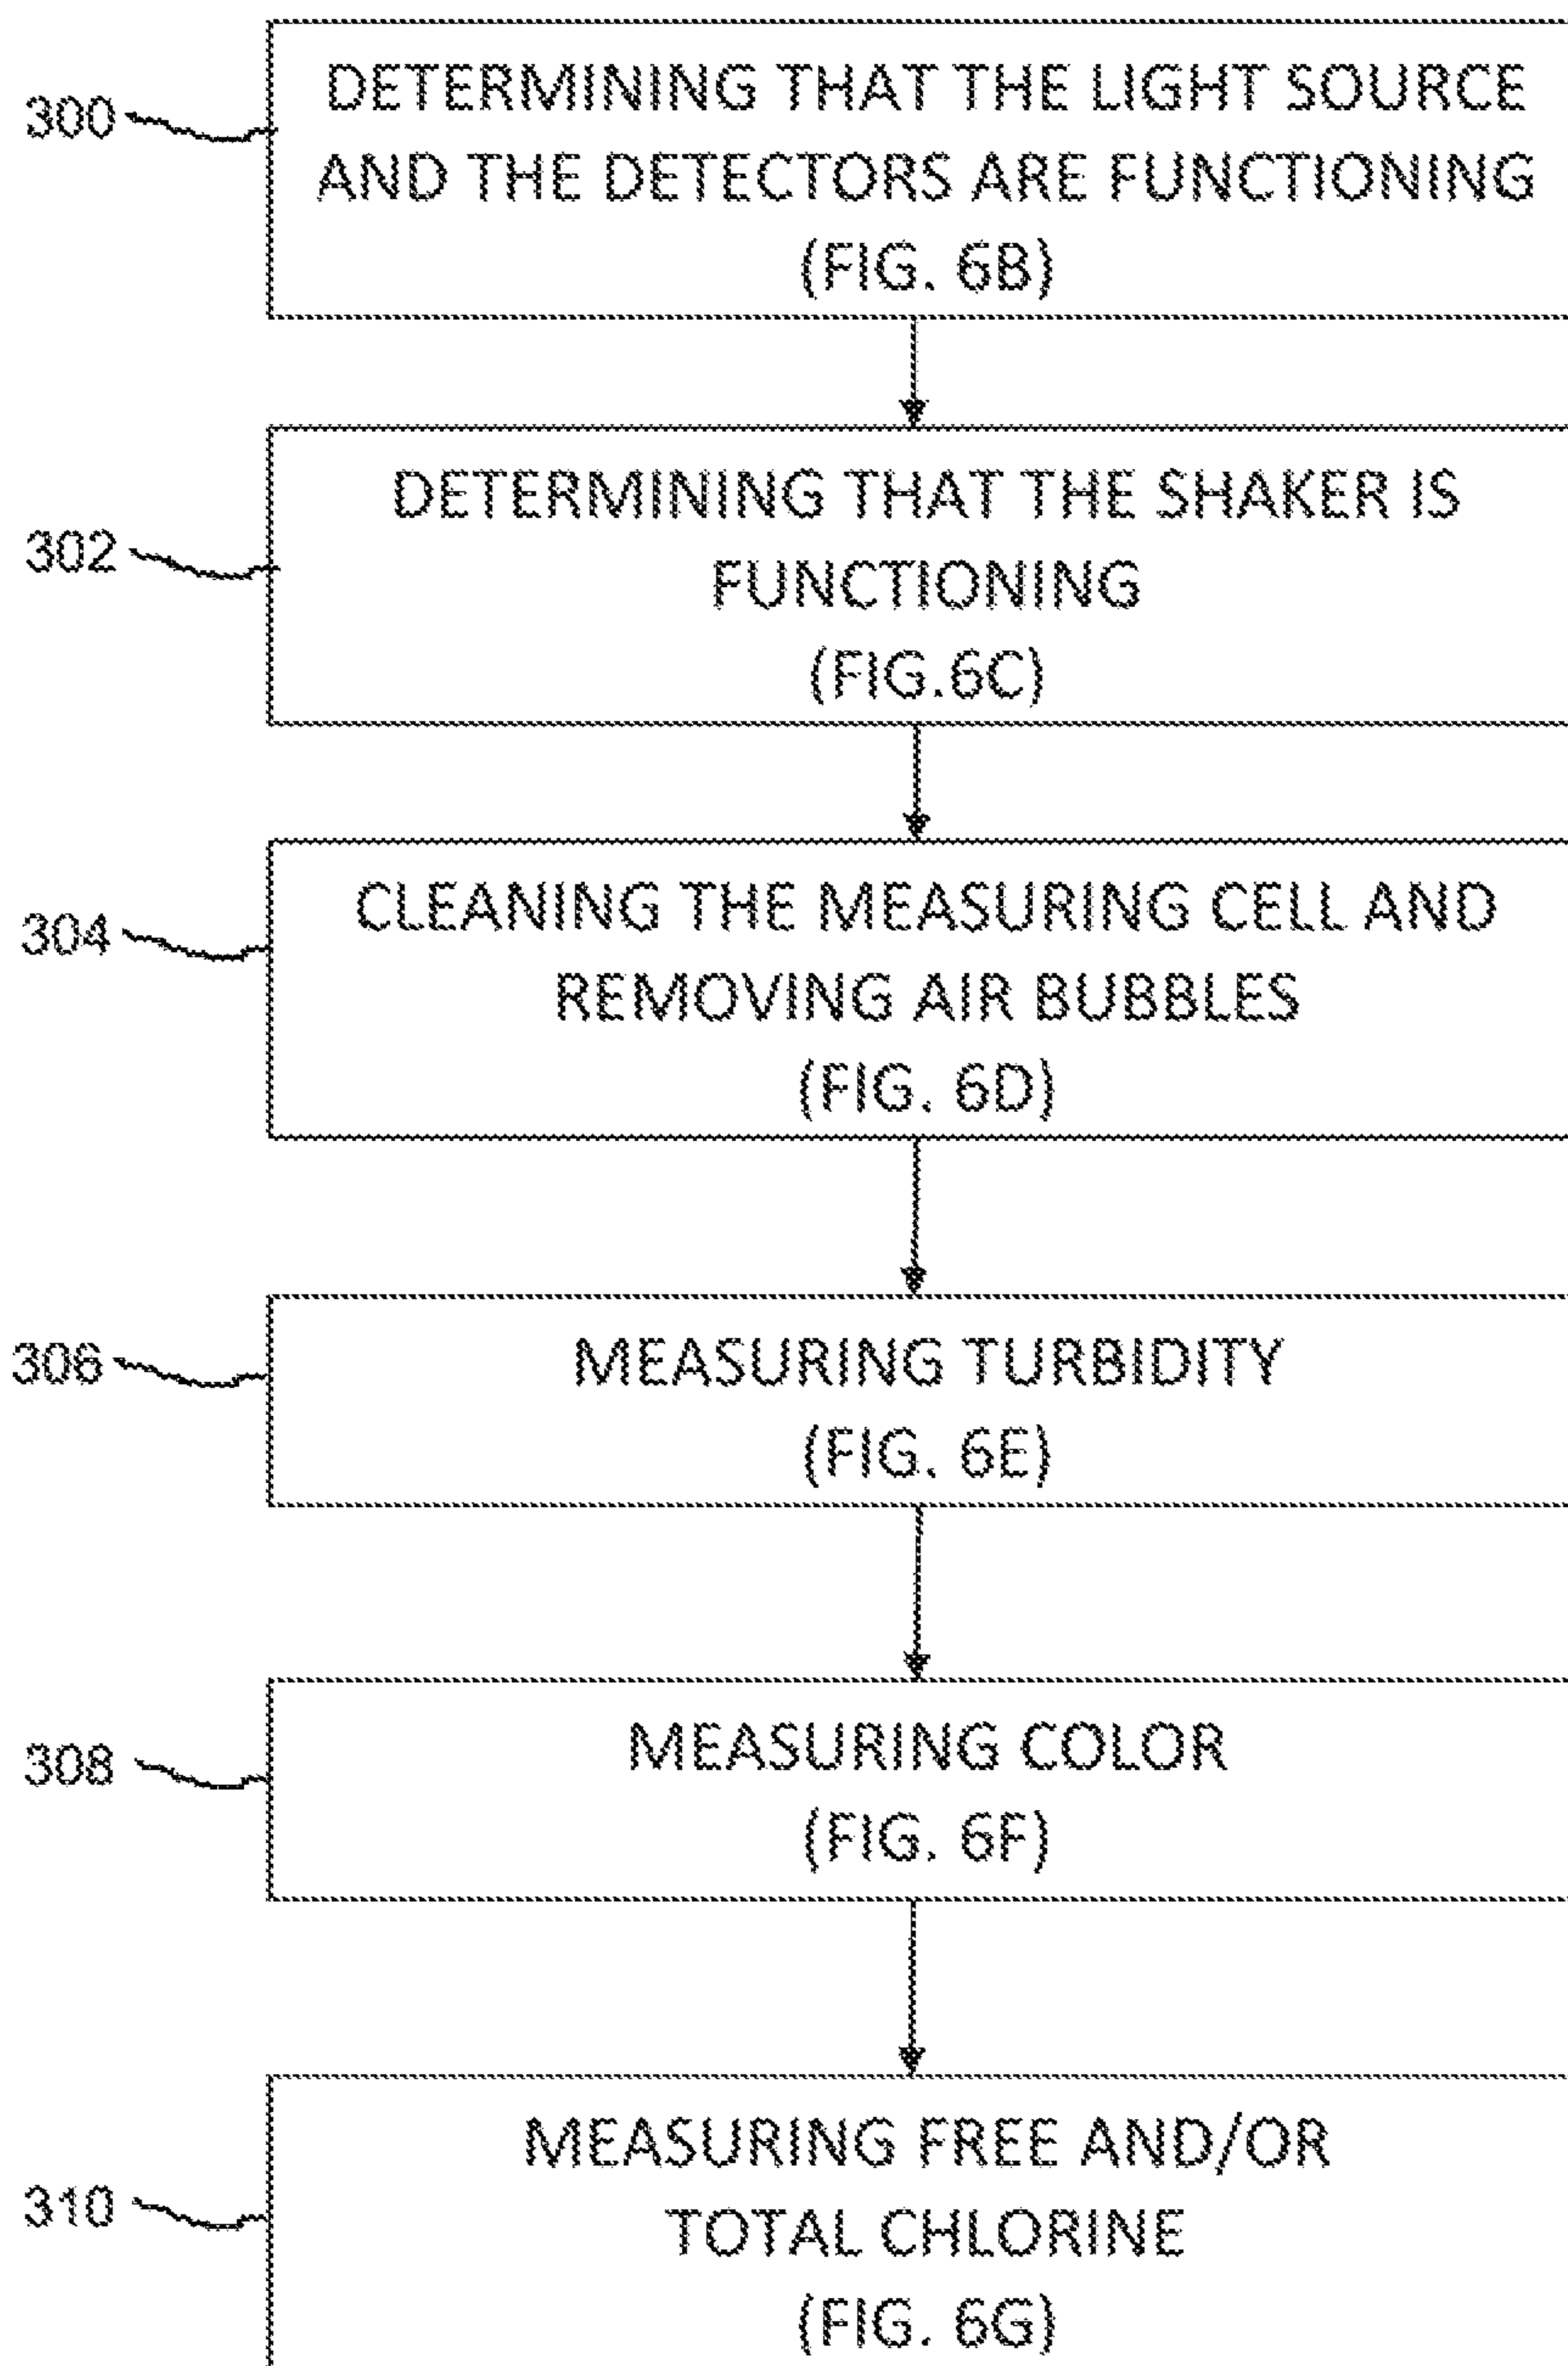 300
DETERMINING THAT THE LIGHT SOURCE
AND THE DETECTORS ARE FUNCTIONING
(FIG. 6B)
302
DETERMINING THAT THE SHAKER IS
FUNCTIONING
(FIG.6C)
304
CLEANING THE MEASURING CELL AND
REMOVING AIR BUBBLES
(FIG. 6D)
306
MEASURING TURBIDITY
(FIG. 6E)
308
MEASURING COLOR
(FIG. 6F)
310
MEASURING FREE AND/OR
TOTAL CHLORINE
(FIG. 6G)